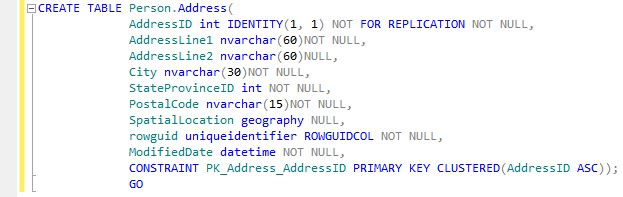 CREATE TABLE Person.Address(
AddressID int IDENTITY(1, 1) NOT FOR REPLICATION NOT NULL,
AddressLine1 nvarchar(60)NOT NULL,
AddressLine2 nvarchar(60)NULL,
City nvarchar(30)NOT NULL,
StateProvinceID int NOT NULL,
PostalCode nvarchar(15)NOT NULL,
SpatialLocation geography NULL,
rowguid uniqueidentifier ROWGUIDCOL NOT NULL,
ModifiedDate datetime NOT NULL,
CONSTRAINT PK_Address_AddressID PRIMARY KEY CLUSTERED(AddressID ASC));
GO